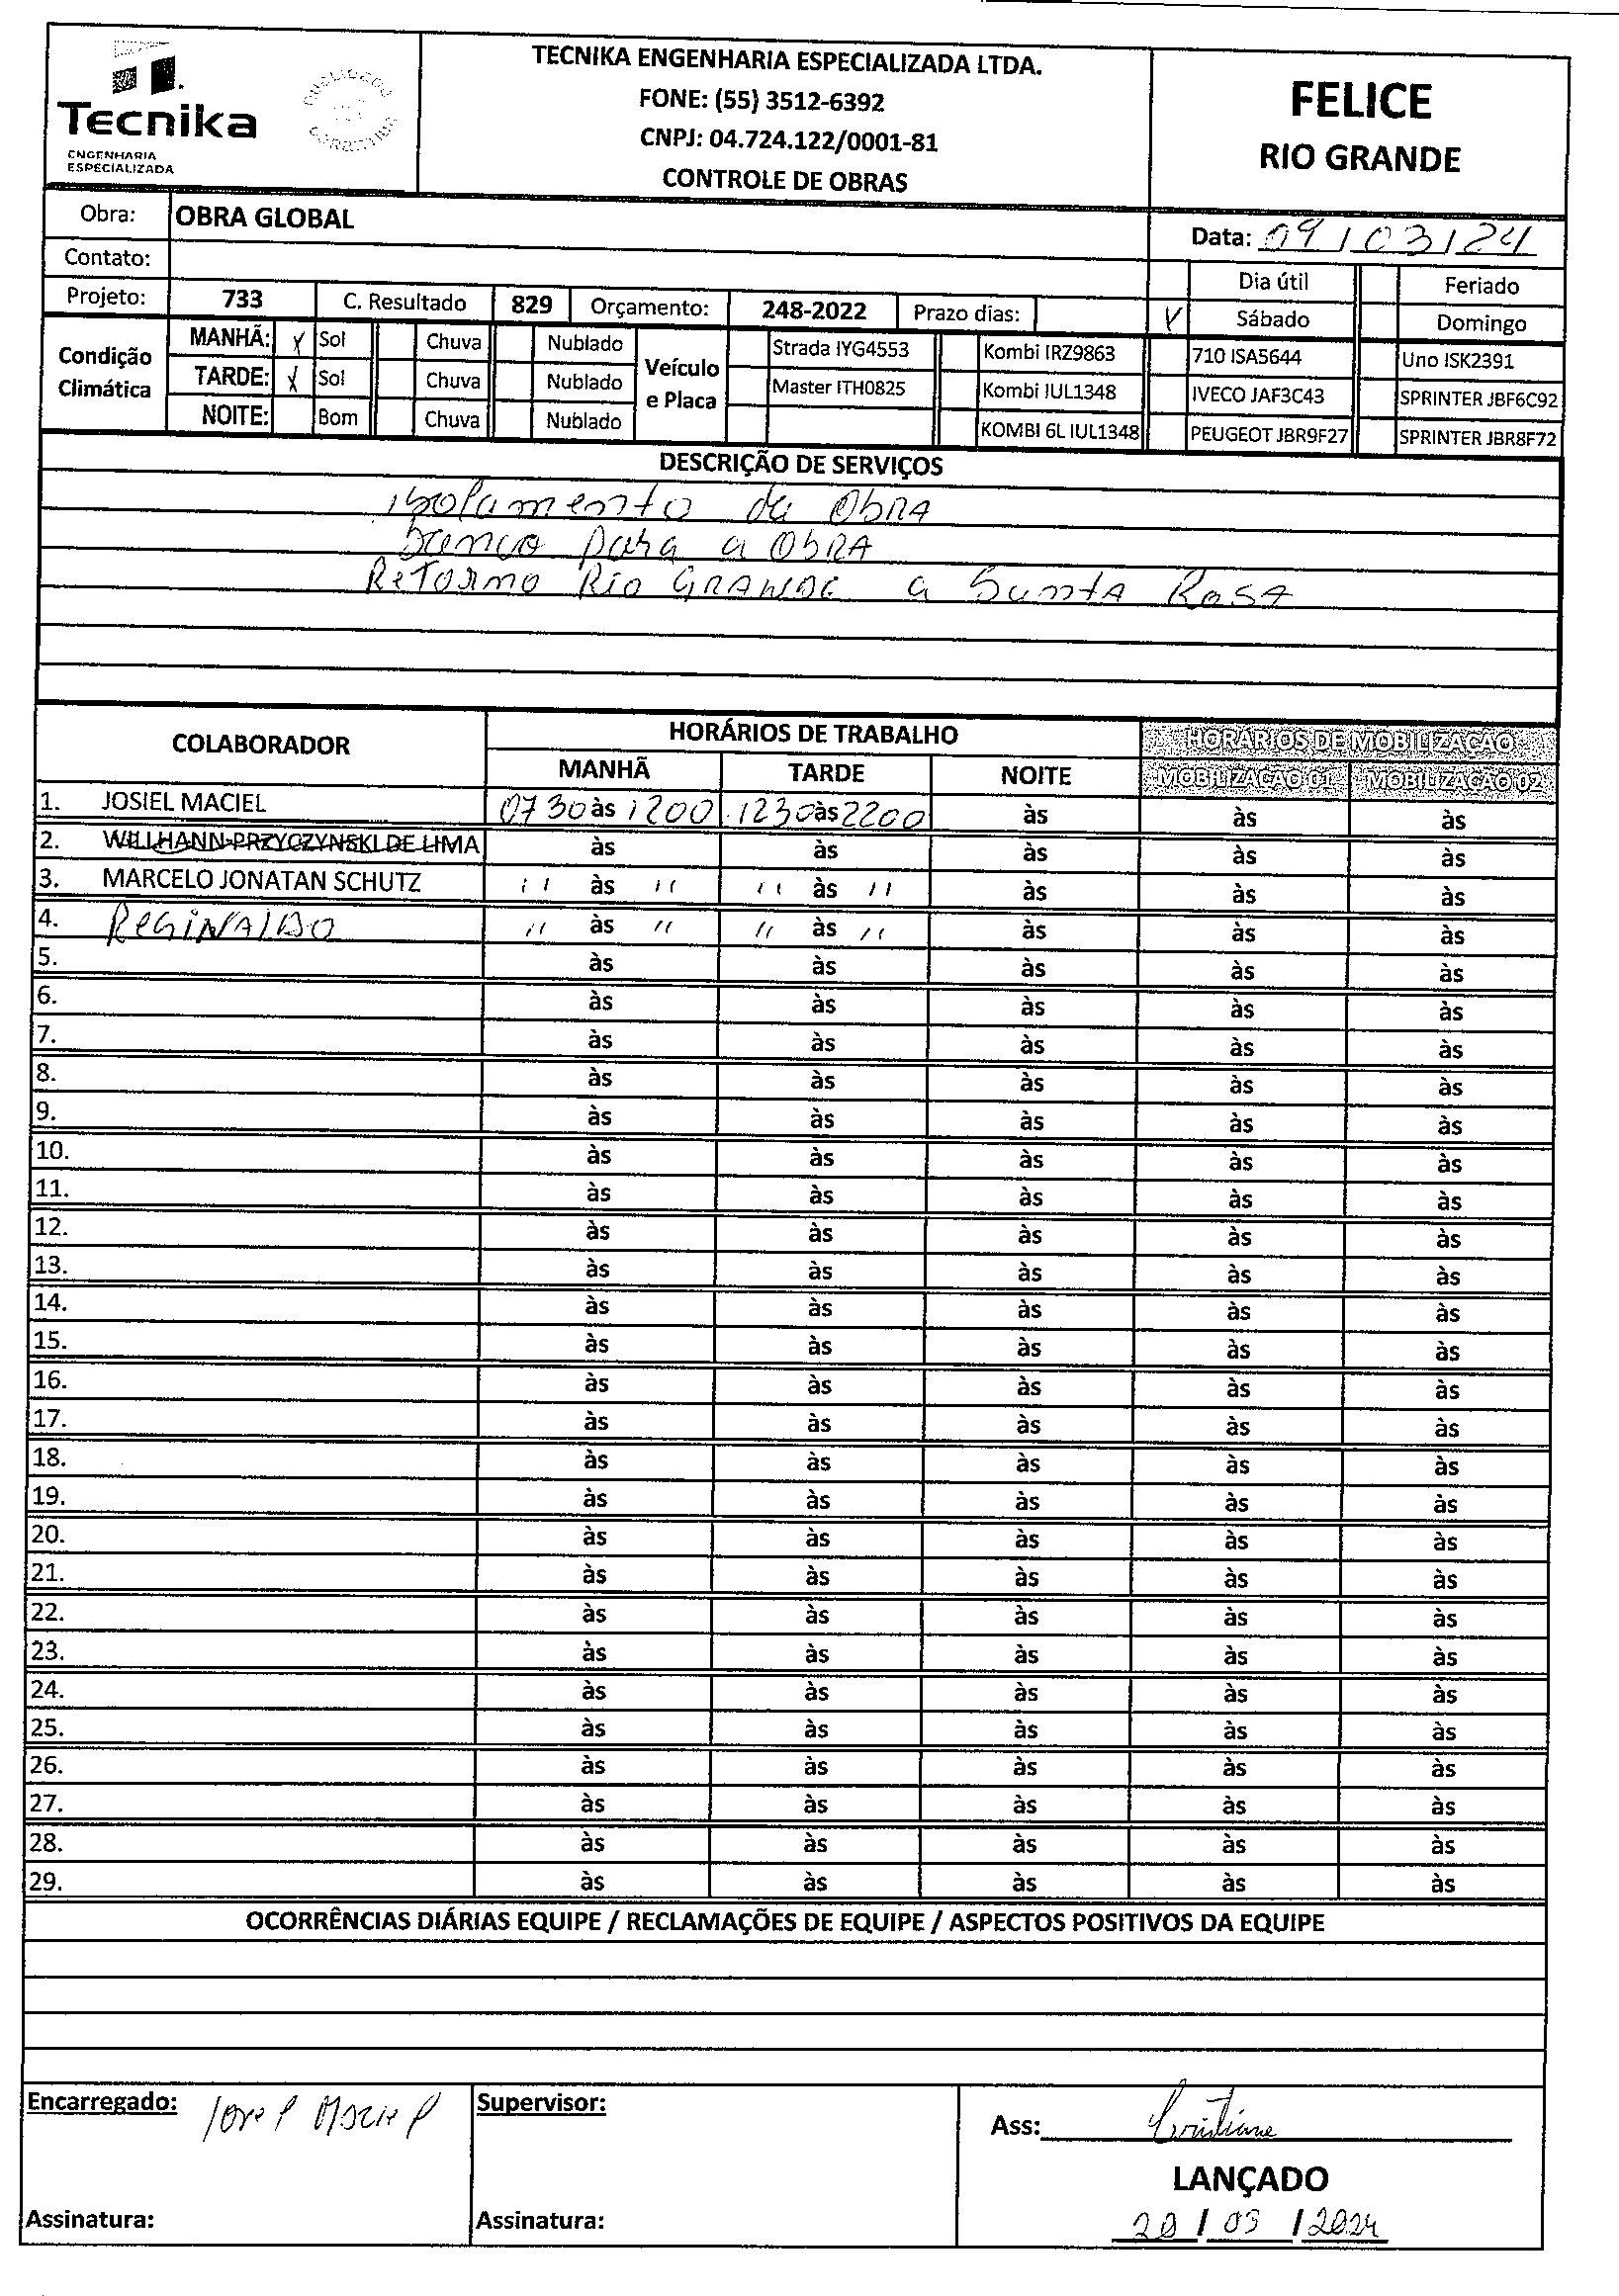 Tecnika
ENGENHARIA
ESPECIALIZADA
TECNIKA ENGENHARIA ESPECIALIZADA LTDA.
FONE: (55) 3512-6392
CNPJ: 04.724.122/0001-81
CONTROLE DE OBRAS
FELICE
RIO GRANDE
Obra: OBRA GLOBAL
Data: 09/03/24
Contato:
Dia útil Feriado
Projeto: 733 C. Resultado 829 Orçamento: 248-2022 Prazo dias: V Sábado Domingo
Condição Climática
MANHÃ: X Sol Chuva Nublado
TARDE: X Sol Chuva Nublado
NOITE: Bom Chuva Nublado
Veículo e Placa
Strada IYG4553 Kombi IRZ9863 710 ISA5644 Uno ISK2391
Master ITH0825 Kombi IUL1348 IVECO JAF3C43 SPRINTER JBF6C92
KOMBI 6L IUL1348 PEUGEOT JBR9F27 SPRINTER JBR8F72
DESCRIÇÃO DE SERVIÇOS
isolamento da ObRA
para a ObRA
Retorno Rio GRANDE a Santa Rosa
COLABORADOR HORÁRIOS DE TRABALHO HORÁRIOS DE MOBILIZAÇÃO
MANHÃ TARDE NOITE MOBILIZAÇÃO 01 MOBILIZAÇÃO 02
1. JOSIEL MACIEL 0730 às 1200 1230 às 2200 às às às
2. WILLHANN PRZYCZYNSKI DE LIMA às às às às às
3. MARCELO JONATAN SCHUTZ " às " " às " às às às
4. ReGiNAlDO " às " " às " às às às
5. às às às às às
6. às às às às às
7. às às às às às
8. às às às às às
9. às às às às às
10. às às às às às
11. às às às às às
12. às às às às às
13. às às às às às
14. às às às às às
15. às às às às às
16. às às às às às
17. às às às às às
18. às às às às às
19. às às às às às
20. às às às às às
21. às às às às às
22. às às às às às
23. às às às às às
24. às às às às às
25. às às às às às
26. às às às às às
27. às às às às às
28. às às às às às
29. às às às às às
OCORRÊNCIAS DIÁRIAS EQUIPE / RECLAMAÇÕES DE EQUIPE / ASPECTOS POSITIVOS DA EQUIPE
Encarregado: Josiel Maciel
Supervisor:
Ass: Cristiane
LANÇADO
Assinatura:
Assinatura:
20/03/2024